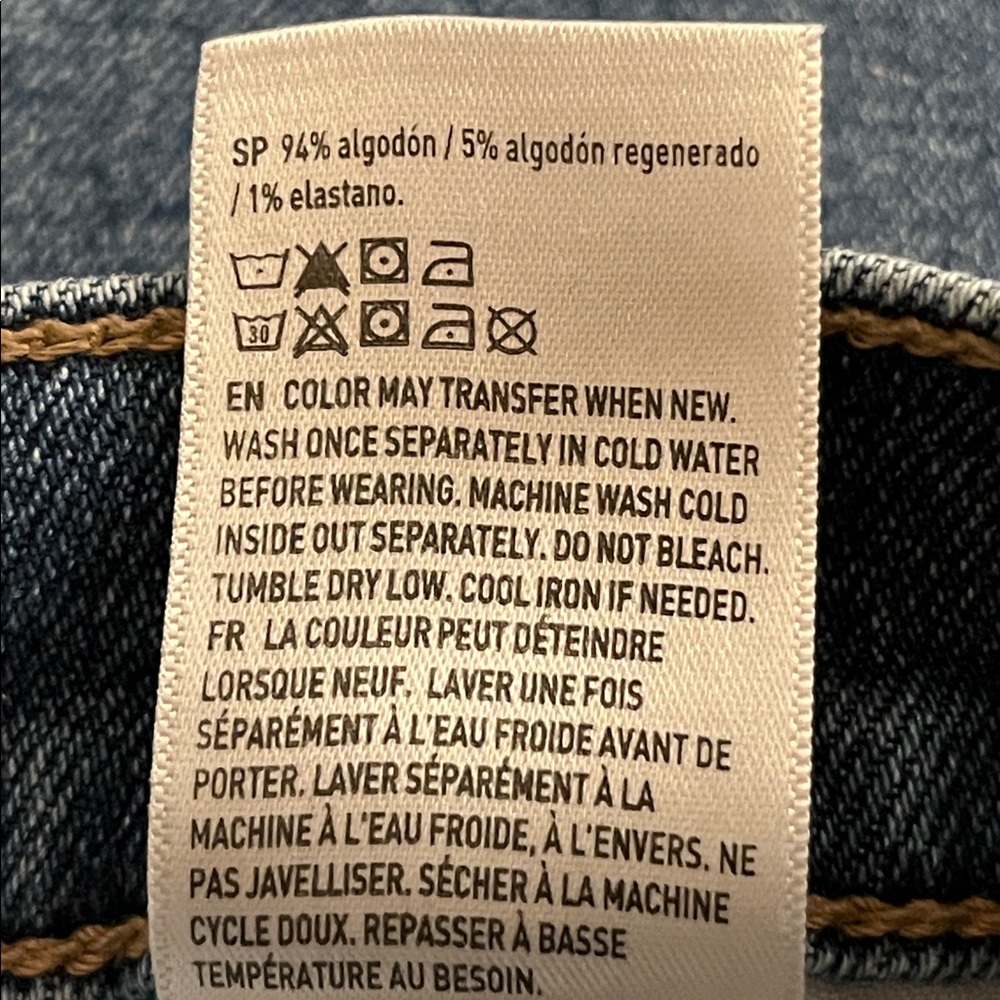 SP 94% algodón / 5% algodón regenerado
/ 1% elastano.
30
EN COLOR MAY TRANSFER WHEN NEW.
WASH ONCE SEPARATELY IN COLD WATER
BEFORE WEARING. MACHINE WASH COLD
INSIDE OUT SEPARATELY. DO NOT BLEACH.
TUMBLE DRY LOW. COOL IRON IF NEEDED.
FR LA COULEUR PEUT DÉTEINDRE
LORSQUE NEUF. LAVER UNE FOIS
SÉPARÉMENT À L'EAU FROIDE AVANT DE
PORTER. LAVER SÉPARÉMENT À LA
MACHINE À L'EAU FROIDE, À L'ENVERS. NE
PAS JAVELLISER. SÉCHER À LA MACHINE
CYCLE DOUX. REPASSER À BASSE
TEMPÉRATURE AU BESOIN.